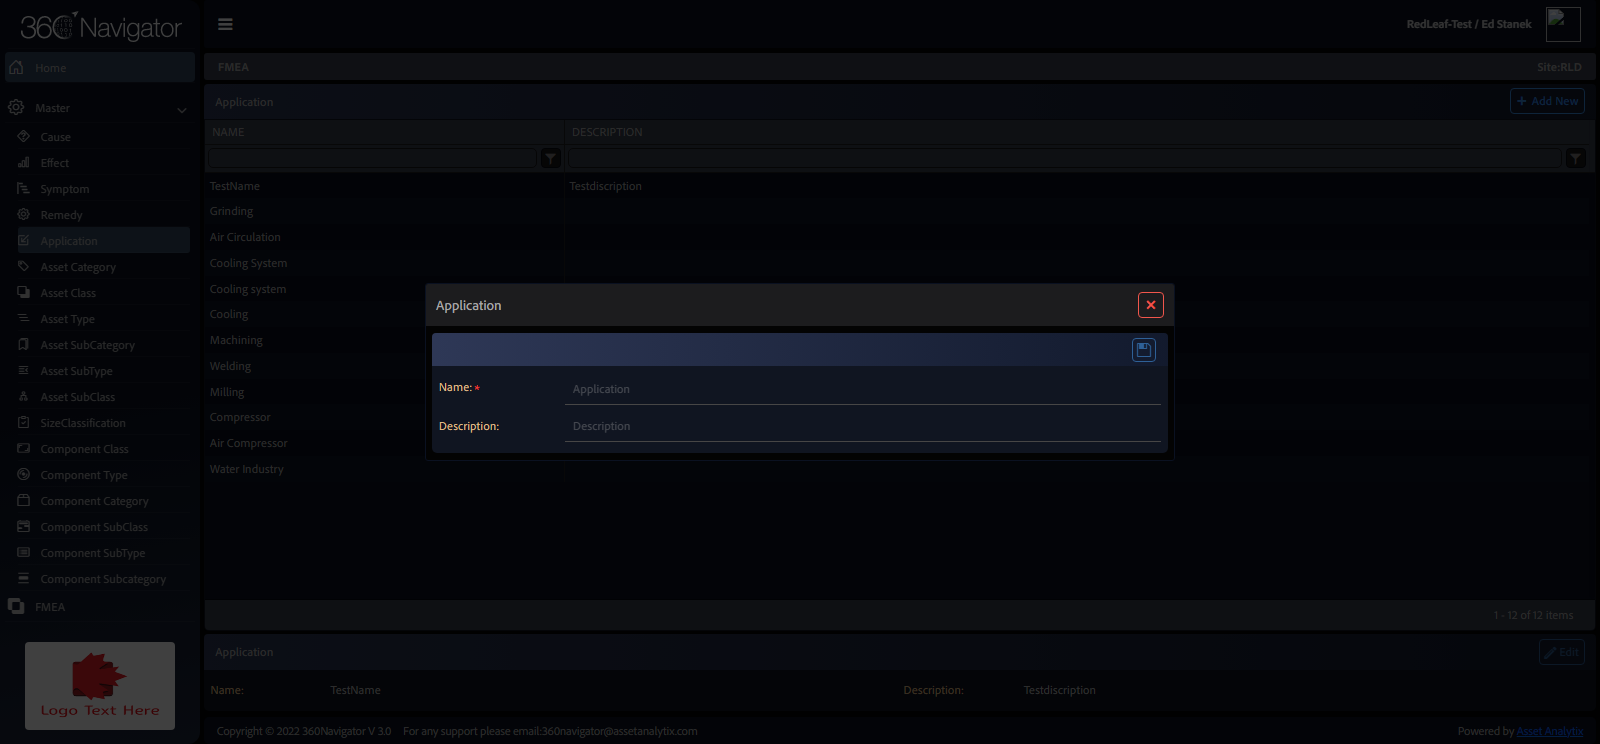 360 Navigator
RedLeaf-Test / Ed Stanek
Home
Master
Cause
Effect
Symptom
Remedy
Application
Asset Category
Asset Class
Asset Type
Asset SubCategory
Asset SubType
Asset SubClass
SizeClassification
Component Class
Component Type
Component Category
Component SubClass
Component SubType
Component Subcategory
FMEA
Logo Text Here
FMEA
Site:RLD
Application
+ Add New
NAME
DESCRIPTION
TestName
Testdiscription
Grinding
Air Circulation
Cooling System
Cooling system
Cooling
Machining
Welding
Milling
Compressor
Air Compressor
Water Industry
Application
Name: *
Application
Description:
Description
1 - 12 of 12 items
Application
Edit
Name:
TestName
Description:
Testdiscription
Copyright © 2022 360Navigator V 3.0
For any support please email:360navigator@assetanalytix.com
Powered by Asset Analytix